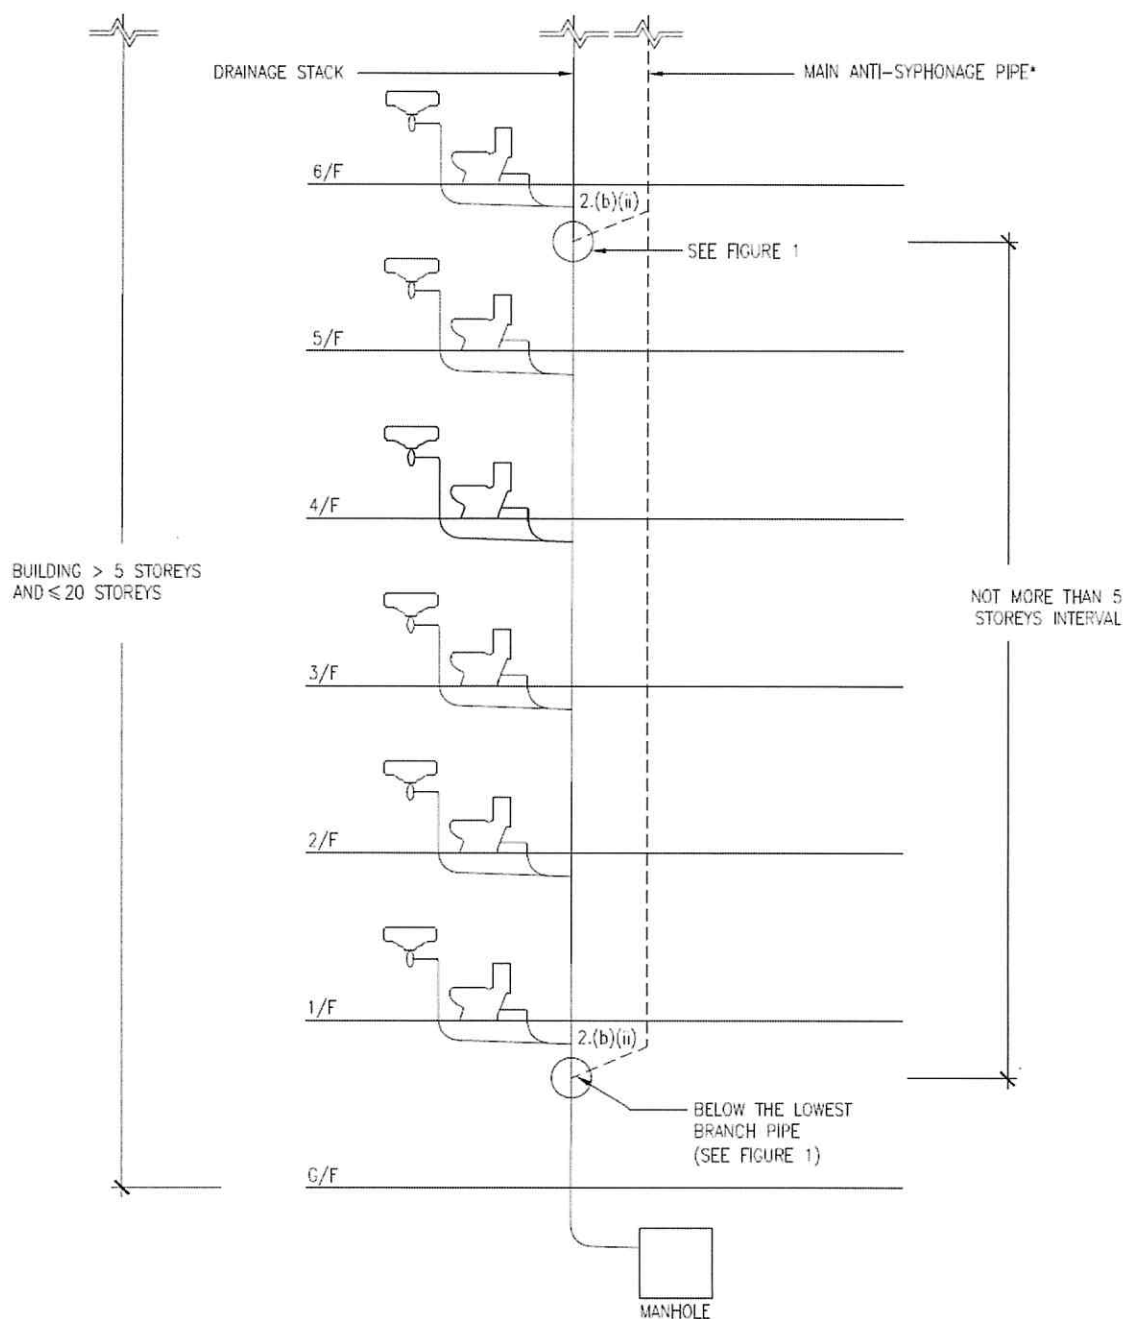 DRAINAGE STACK
MAIN ANTI-SYPHONAGE PIPE*
6/F
2.(b)(ii)
SEE FIGURE 1
5/F
4/F
BUILDING > 5 STOREYS
AND ≤ 20 STOREYS
NOT MORE THAN 5
STOREYS INTERVAL
3/F
2/F
1/F
2.(b)(ii)
BELOW THE LOWEST
BRANCH PIPE
(SEE FIGURE 1)
G/F
MANHOLE